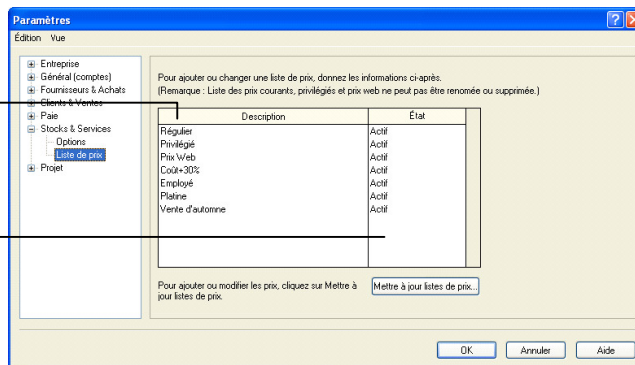 Paramètres
Édition Vue
Entreprise
Général (comptes)
Fournisseurs & Achats
Clients & Ventes
Paie
Stocks & Services
Options
Liste de prix
Projet
Pour ajouter ou changer une liste de prix, donnez les informations ci-après.
(Remarque : Liste des prix courants, privilégiés et prix web ne peut pas être renomée ou supprimée.)
Description État
Régulier Actif
Privilégié Actif
Prix Web Actif
Coût+30% Actif
Employé Actif
Platine Actif
Vente d'automne Actif
Pour ajouter ou modifier les prix, cliquez sur Mettre à
jour listes de prix.
Mettre à jour listes de prix...
OK Annuler Aide